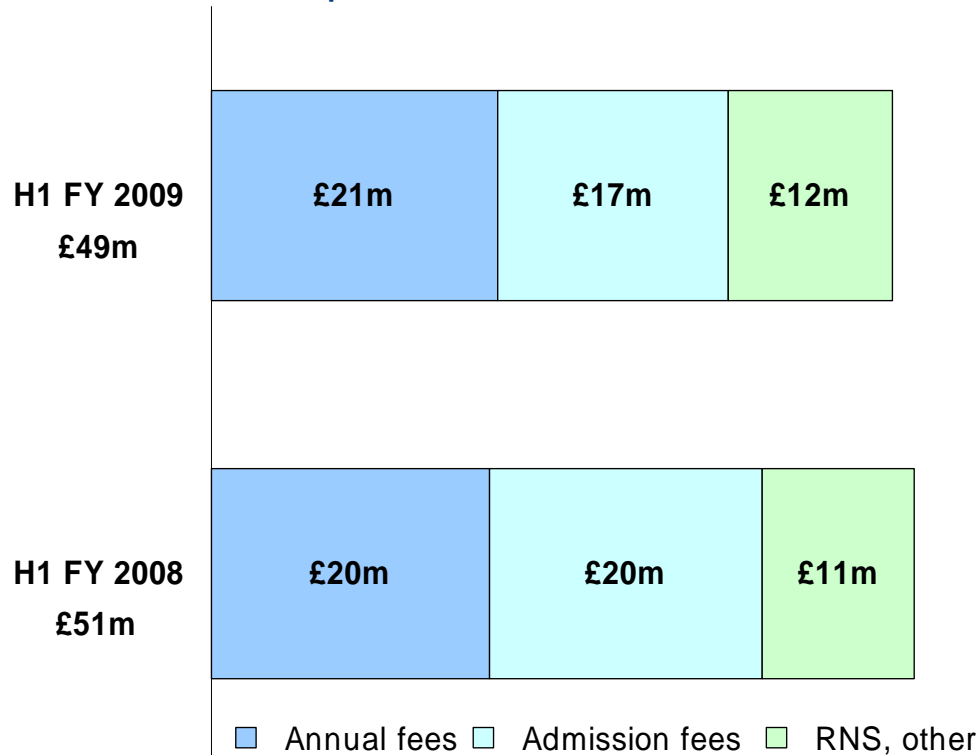 H1 FY 2009
£49m
£21m
£17m
£12m
H1 FY 2008
£51m
£20m
£20m
£11m
Annual fees
Admission fees
RNS, other